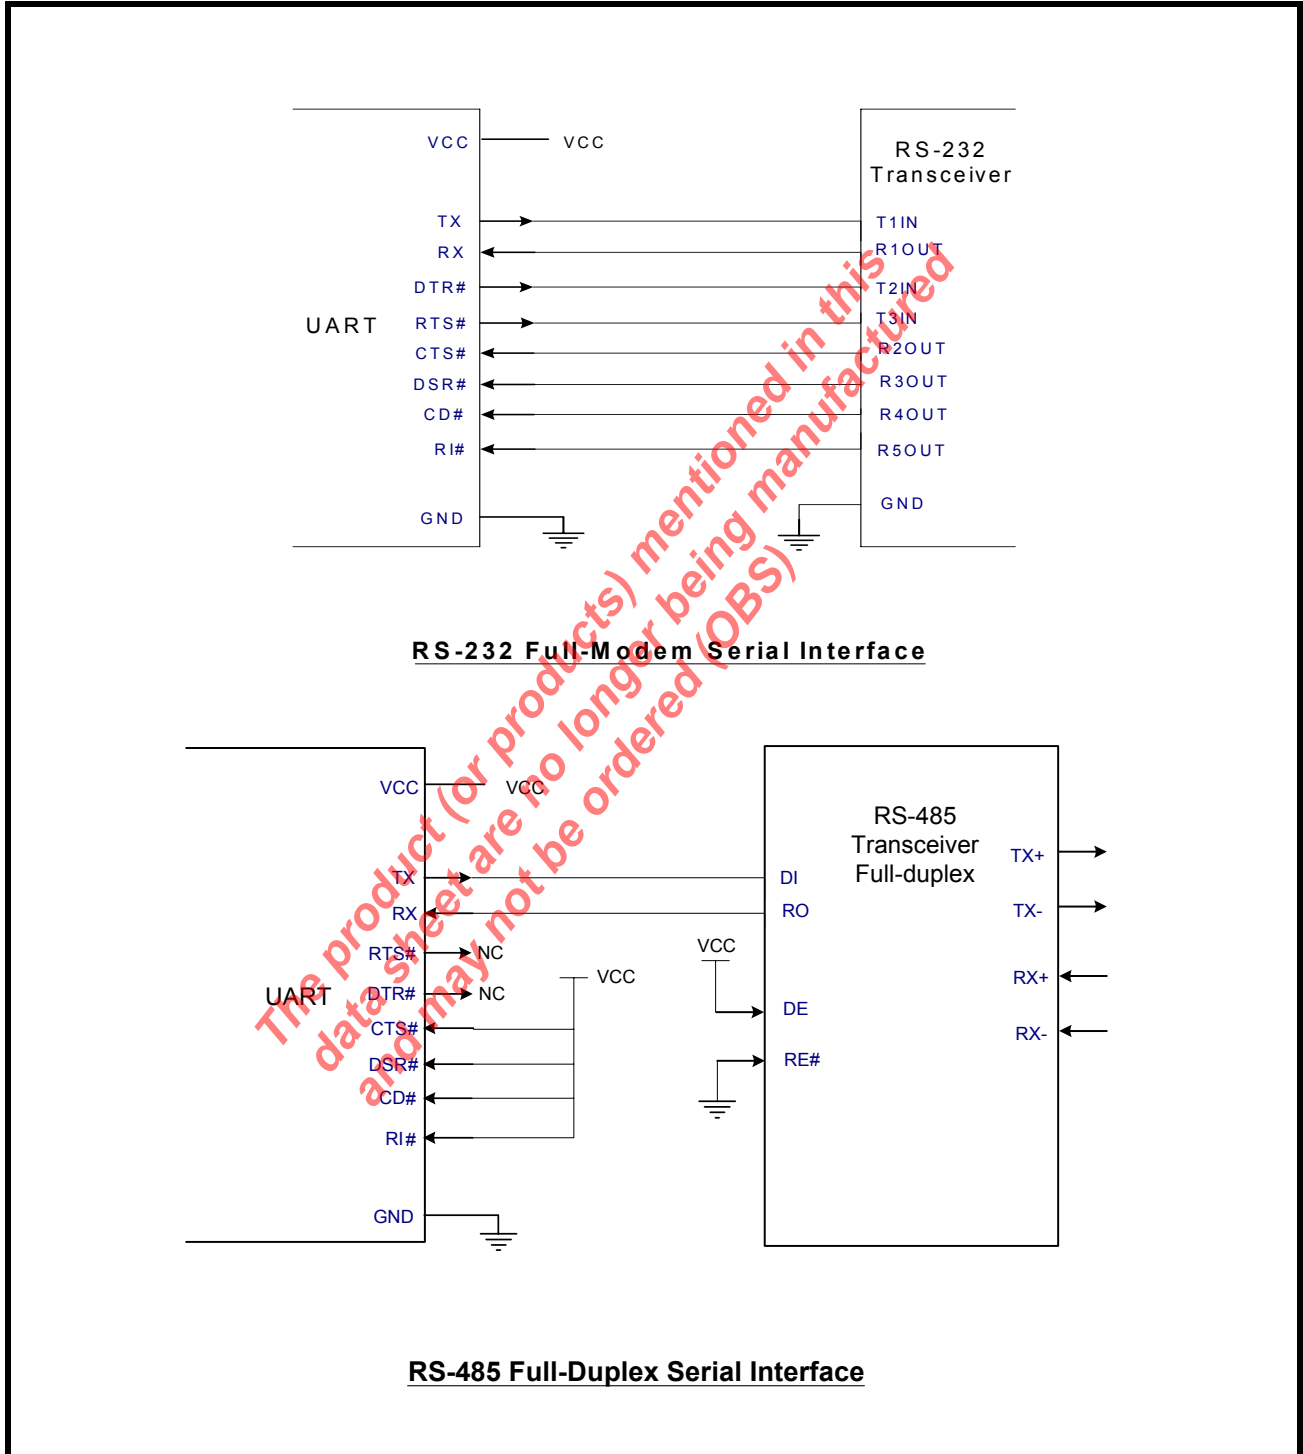 VCC
VCC
RS-232
Transceiver
TX
T1IN
RX
R1OUT
DTR#
T2IN
UART
RTS#
T3IN
CTS#
R2OUT
DSR#
R3OUT
CD#
R4OUT
RI#
R5OUT
GND
GND
RS-232 Full-Modem Serial Interface
The product (or products) mentioned in this
data sheet are no longer being manufactured
and may not be ordered (OBS)
VCC
VCC
RS-485
Transceiver
Full-duplex
TX+
TX
DI
RX
RO
TX-
RTS#
NC
VCC
VCC
RX+
UART
DTR#
NC
DE
CTS#
RX-
DSR#
RE#
CD#
RI#
GND
RS-485 Full-Duplex Serial Interface